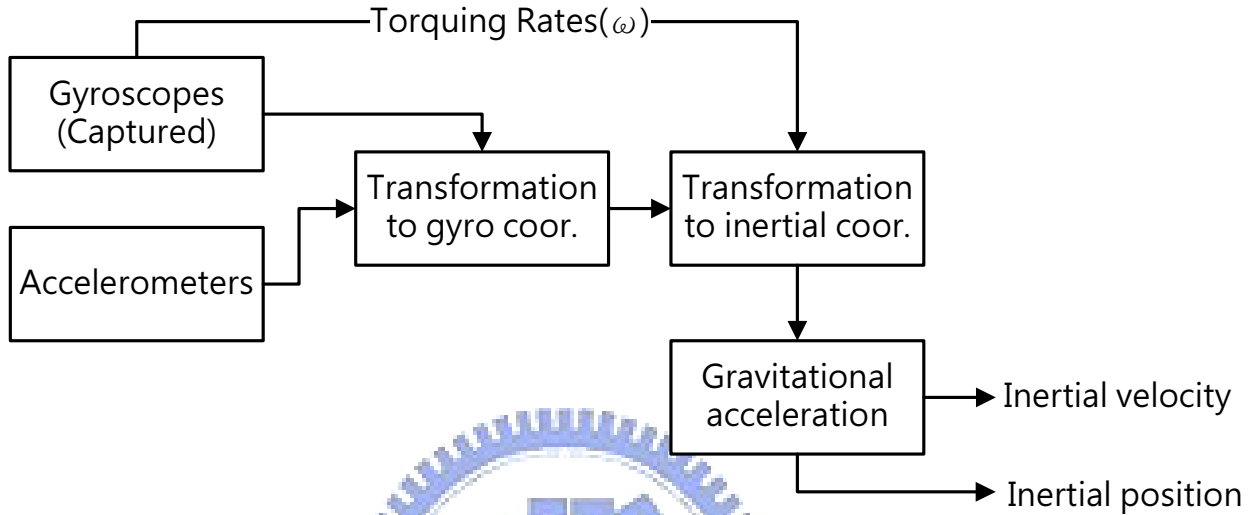 Torquing Rates(ω)
Gyroscopes
(Captured)
Transformation
to gyro coor.
Transformation
to inertial coor.
Accelerometers
Gravitational
acceleration
Inertial velocity
Inertial position